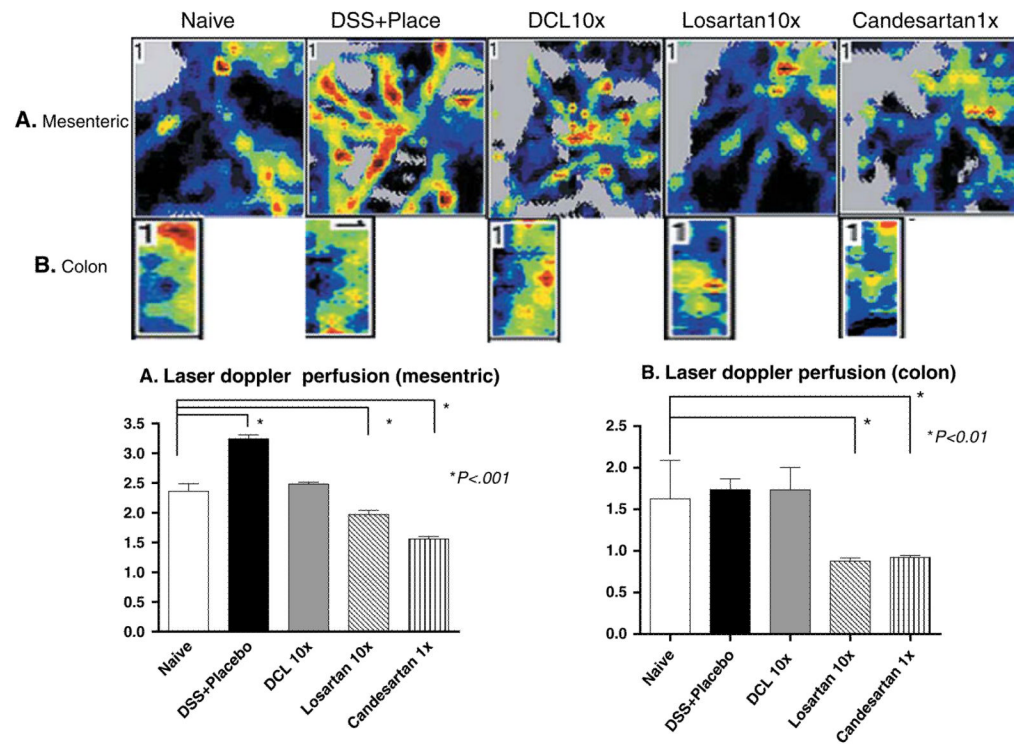 Naive DSS+Place DCL10x Losartan10x Candesartan1x
1 1 1 1 1
A. Mesenteric
1 1 1 1 1
B. Colon
A. Laser doppler perfusion (mesentric)
* * *
*P<.001
3.5
3.0
2.5
2.0
1.5
1.0
0.5
0.0
Naive
DSS+Placebo
DCL 10x
Losartan 10x
Candesartan 1x
B. Laser doppler perfusion (colon)
* *
*P<0.01
2.5
2.0
1.5
1.0
0.5
0.0
Naive
DSS+Placebo
DCL 10x
Losartan 10x
Candesartan 1x